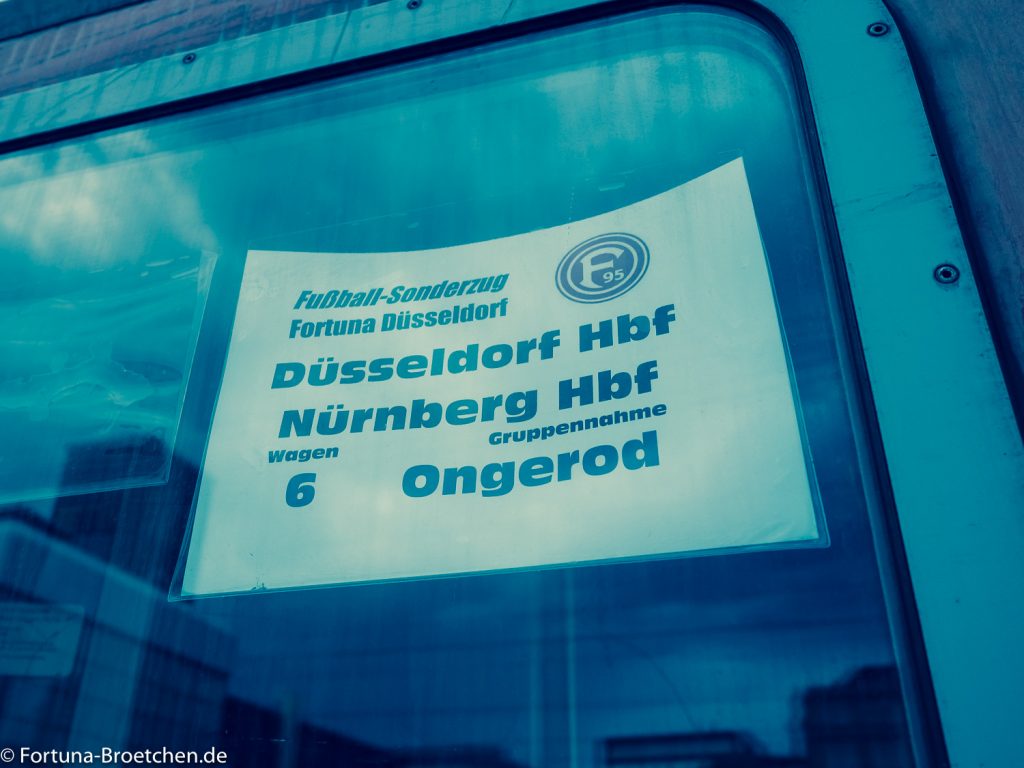 Fußball-Sonderzug
Fortuna Düsseldorf
F
95
Düsseldorf Hbf
Nürnberg Hbf
Wagen
Gruppennahme
6
Ongerod
© Fortuna-Broetchen.de